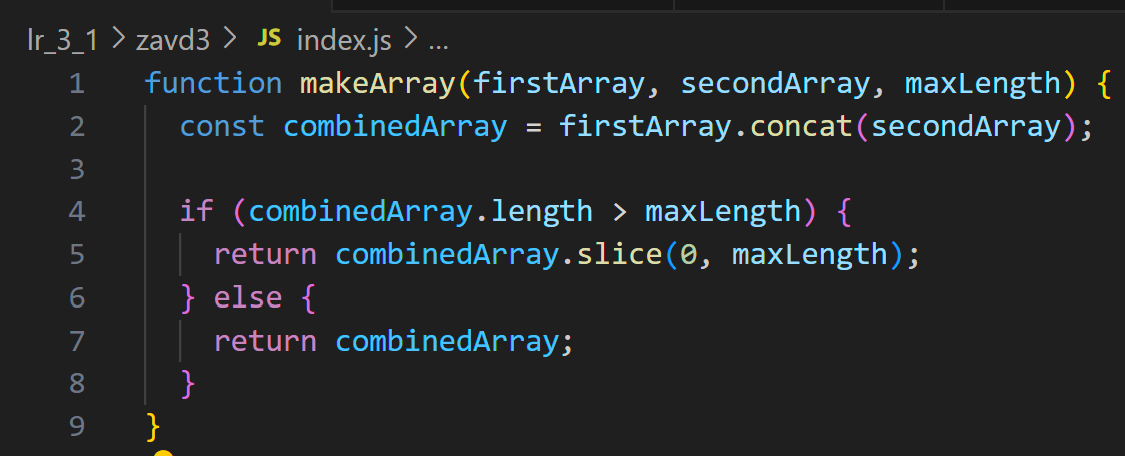 lr_3_1 > zavd3 > JS index.js > ...
1 function makeArray(firstArray, secondArray, maxLength) {
2   const combinedArray = firstArray.concat(secondArray);
3
4   if (combinedArray.length > maxLength) {
5     return combinedArray.slice(0, maxLength);
6   } else {
7     return combinedArray;
8   }
9 }